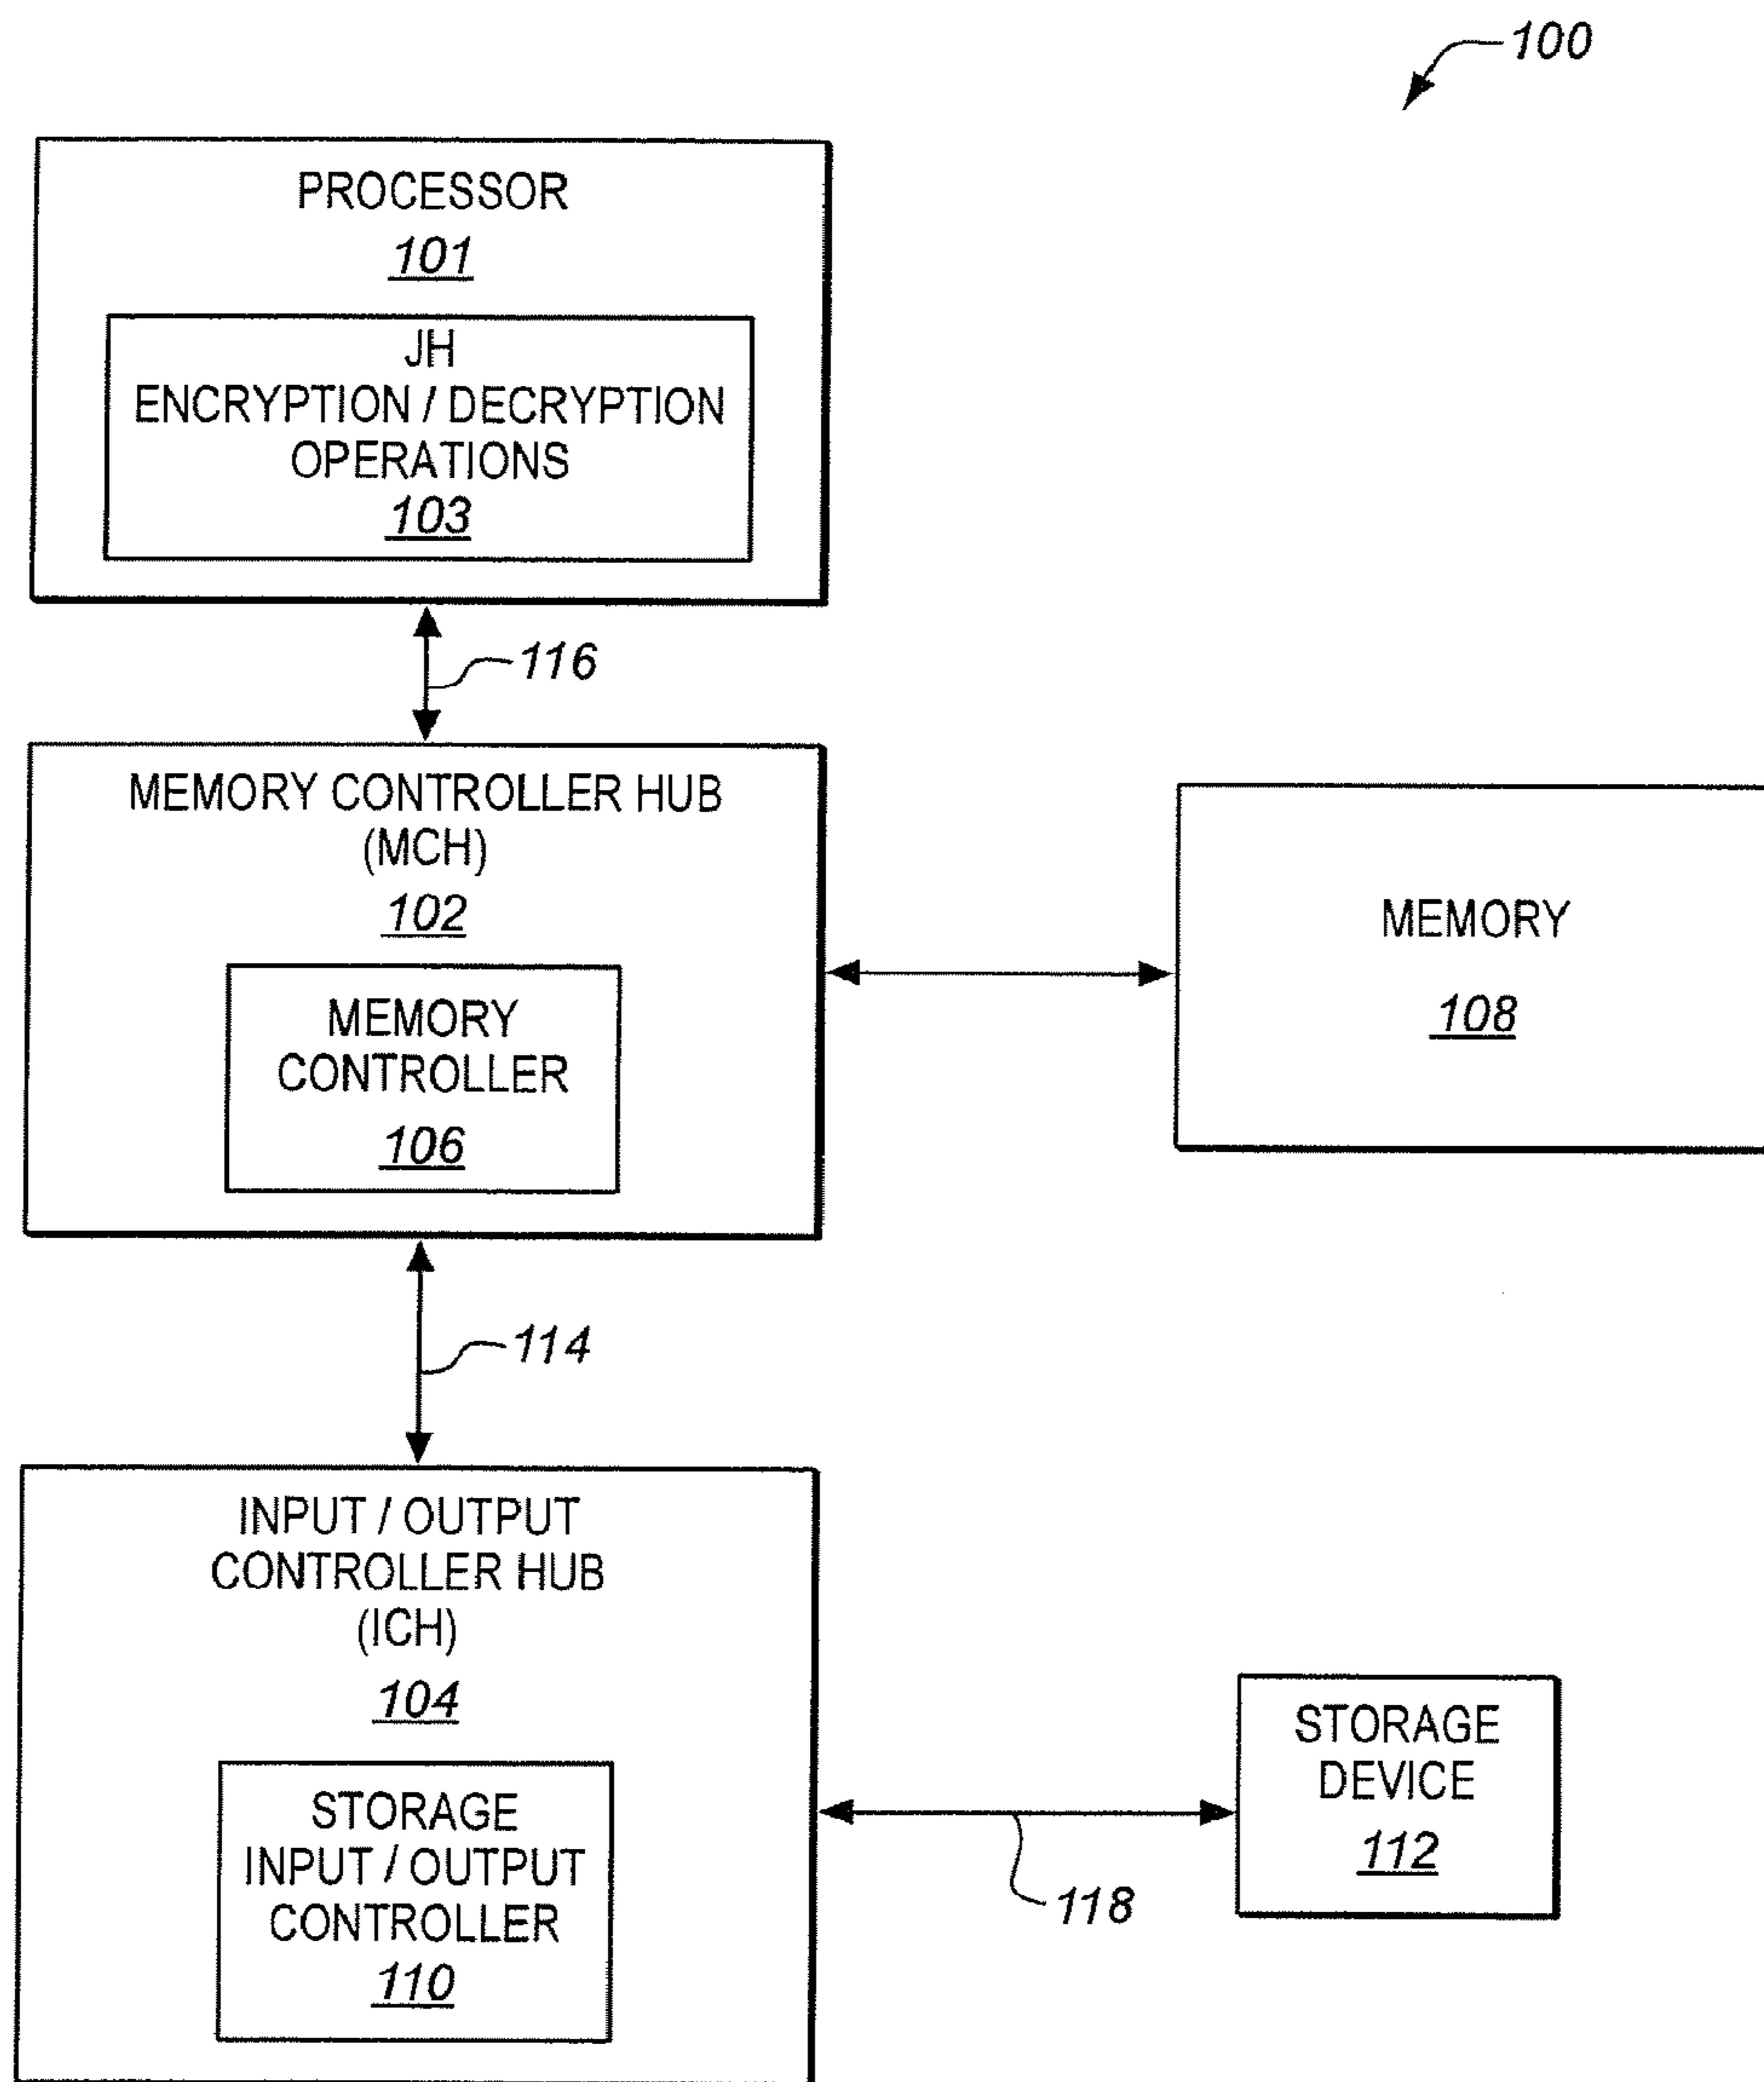 100
PROCESSOR
101
JH
ENCRYPTION / DECRYPTION
OPERATIONS
103
116
MEMORY CONTROLLER HUB
(MCH)
102
MEMORY
CONTROLLER
106
MEMORY
108
114
INPUT / OUTPUT
CONTROLLER HUB
(ICH)
104
STORAGE
INPUT / OUTPUT
CONTROLLER
110
118
STORAGE
DEVICE
112